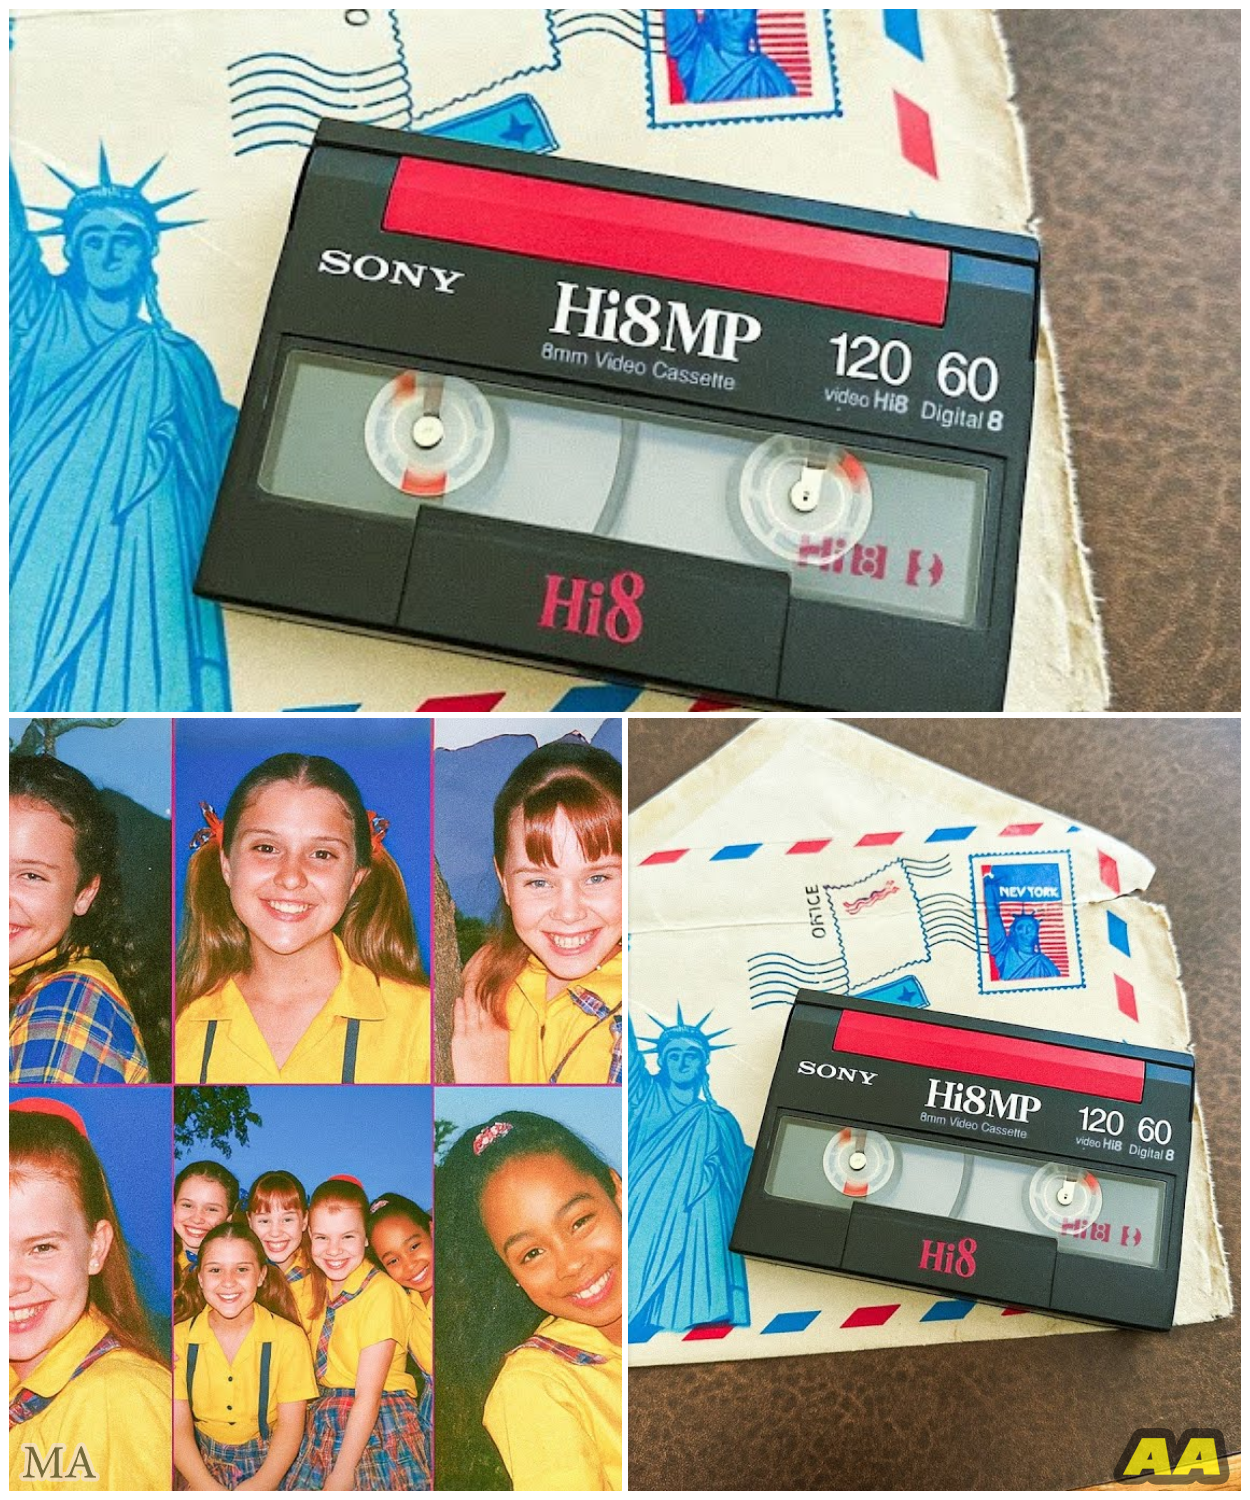 SONY
Hi8MP
8mm Video Cassette
120 60
video Hi8 Digital 8
Hi8
MA
OFFICE
NEW YORK
SONY
Hi8MP
8mm Video Cassette
120 60
video Hi8 Digital 8
Hi8
AA